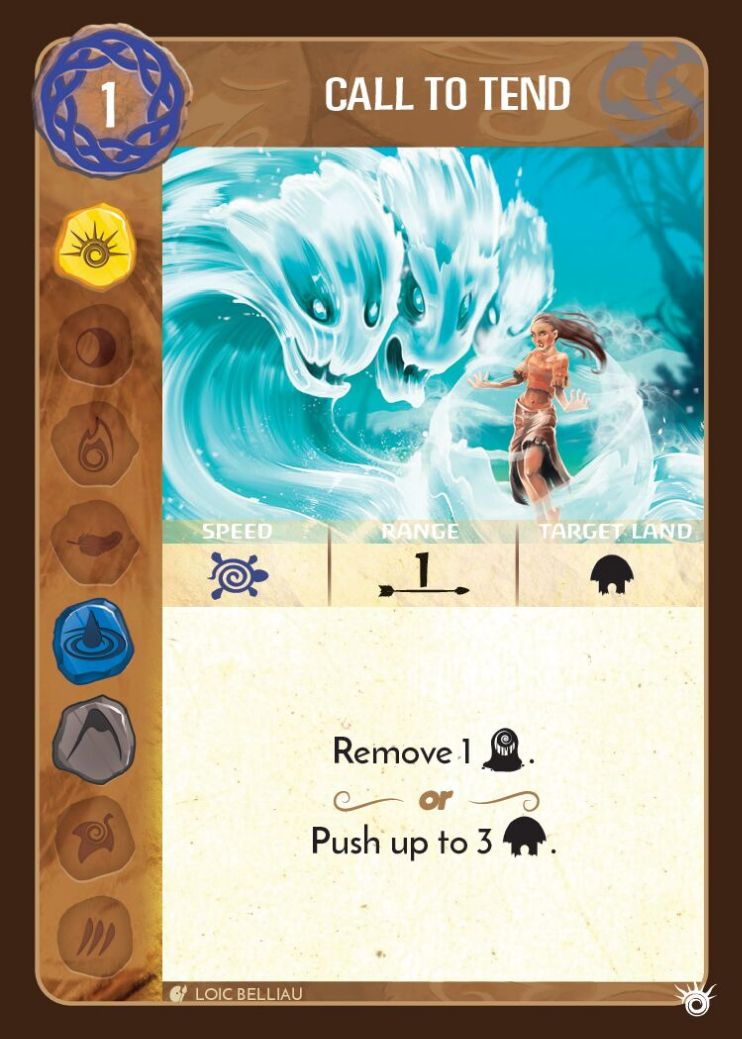 1
CALL TO TEND
SPEED RANGE TARGET LAND
1
Remove 1 .
or
Push up to 3 .
LOIC BELLIAU